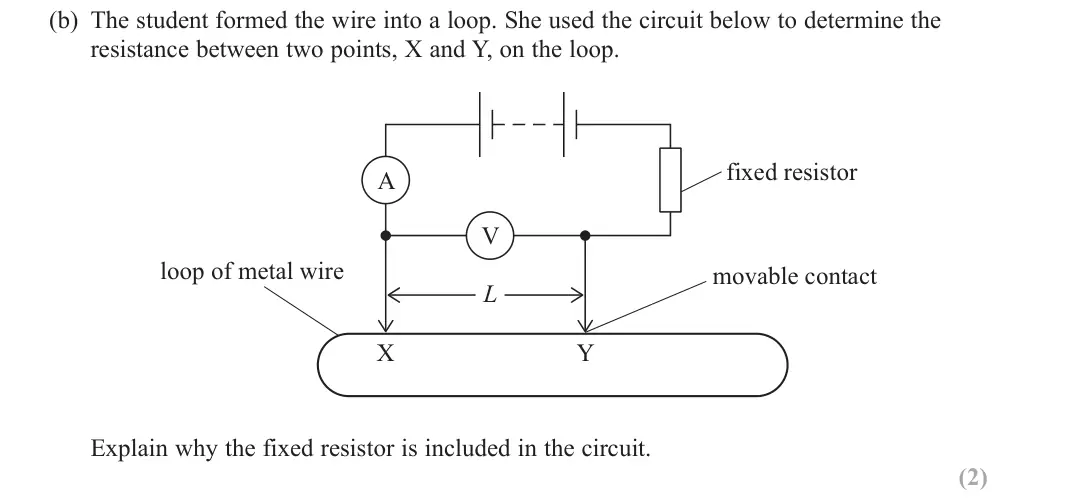 (b) The student formed the wire into a loop. She used the circuit below to determine the
resistance between two points, X and Y, on the loop.
A
fixed resistor
V
loop of metal wire
movable contact
L
X
Y
Explain why the fixed resistor is included in the circuit.
(2)